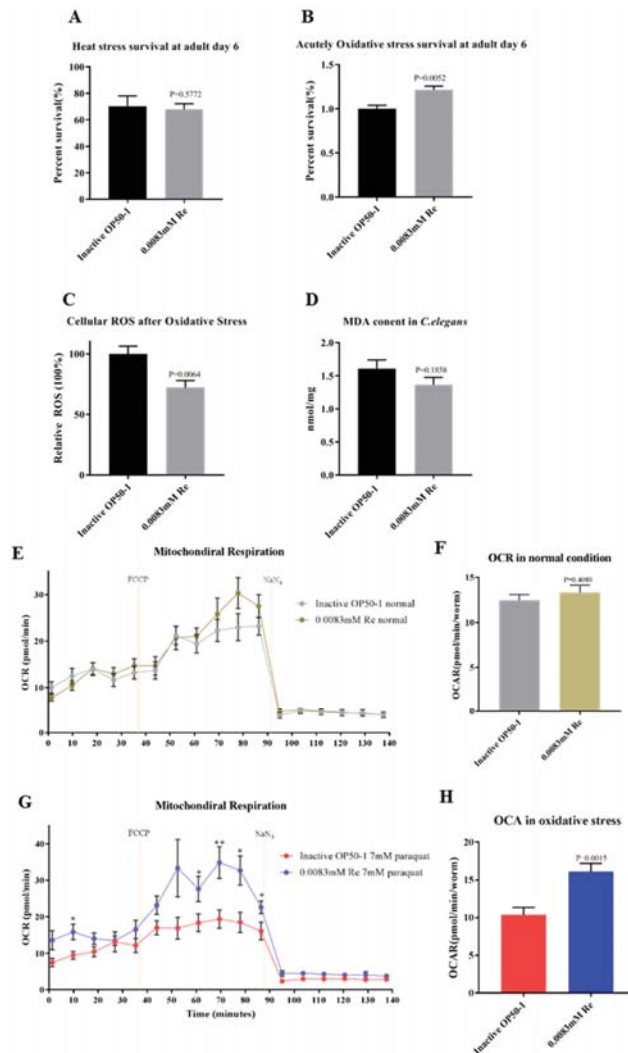 A
Heat stress survival at adult day 6
Percent survival(%)
100
80
60
40
20
0
P=0.5772
Inactive OP50-1
0.0083mM Re
B
Acutely Oxidative stress survival at adult day 6
Percent survival(%)
1.5
1.0
0.5
0.0
P=0.0052
Inactive OP50-1
0.0083mM Re
C
Cellular ROS after Oxidative Stress
Relative ROS (100%)
100
75
0
P=0.0064
Inactive OP50-1
0.0083mM Re
D
MDA conent in C.elegans
nmol/mg
2.0
1.5
1.0
0.5
0.0
P=0.1858
Inactive OP50-1
0.0083mM Re
E
Mitochondiral Respiration
FCCP
NaN3
OCR (pmol/min)
30
20
10
0
Inactive OP50-1 normal
0.0083mM Re normal
0 10 20 30 40 50 60 70 80 90 100 110 120 130 140
F
OCR in normal condition
OCAR(pmol/min/worm)
15
10
5
0
Inactive OP50-1
0.0083mM Re
G
Mitochondiral Respiration
FCCP
NaN3
OCR (pmol/min)
40
30
20
10
0
* ** * * *
Inactive OP50-1 7mM paraquat
0.0083mM Re 7mM paraquat
0 10 20 30 40 50 60 70 80 90 100 110 120 130 140
Time (minutes)
H
OCA in oxidative stress
OCAR(pmol/min/worm)
20
15
10
5
0
P=0.0015
Inactive OP50-1
0.0083mM Re